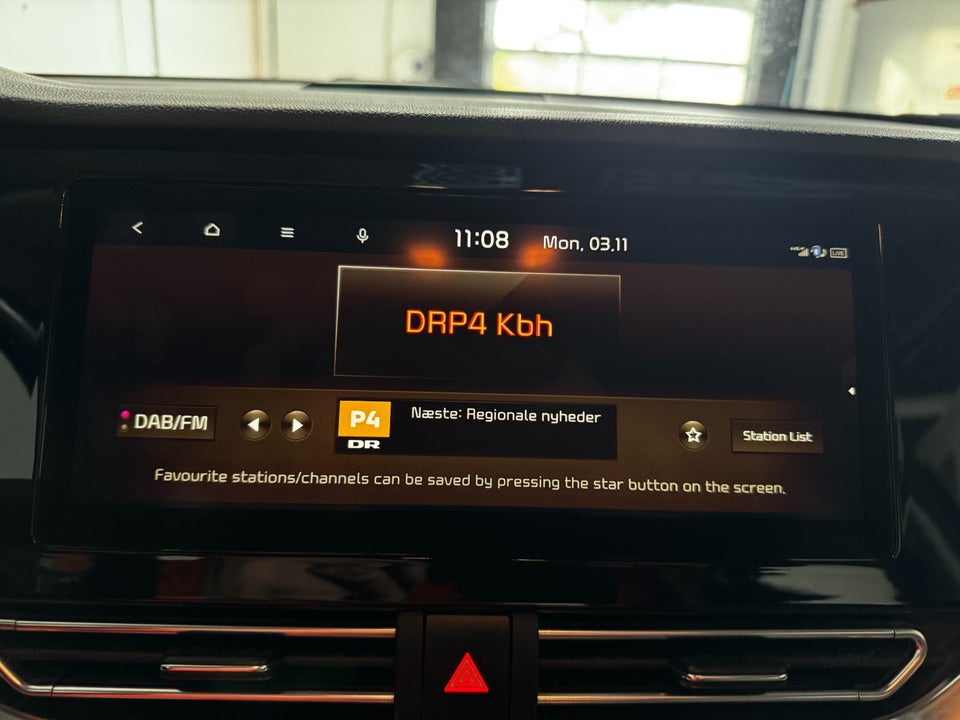 11:08 Mon, 03.11
LIVE
DRP4 Kbh
DAB/FM
P4
DR
Næste: Regionale nyheder
Station List
Favourite stations/channels can be saved by pressing the star button on the screen.